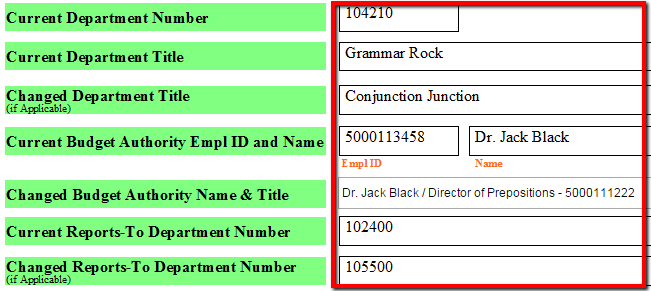 Current Department Number 104210
Current Department Title Grammar Rock
Changed Department Title Conjunction Junction
(if Applicable)
Current Budget Authority Empl ID and Name 5000113458 Dr. Jack Black
Empl ID Name
Changed Budget Authority Name & Title Dr. Jack Black / Director of Prepositions - 5000111222
Current Reports-To Department Number 102400
Changed Reports-To Department Number 105500
(if Applicable)